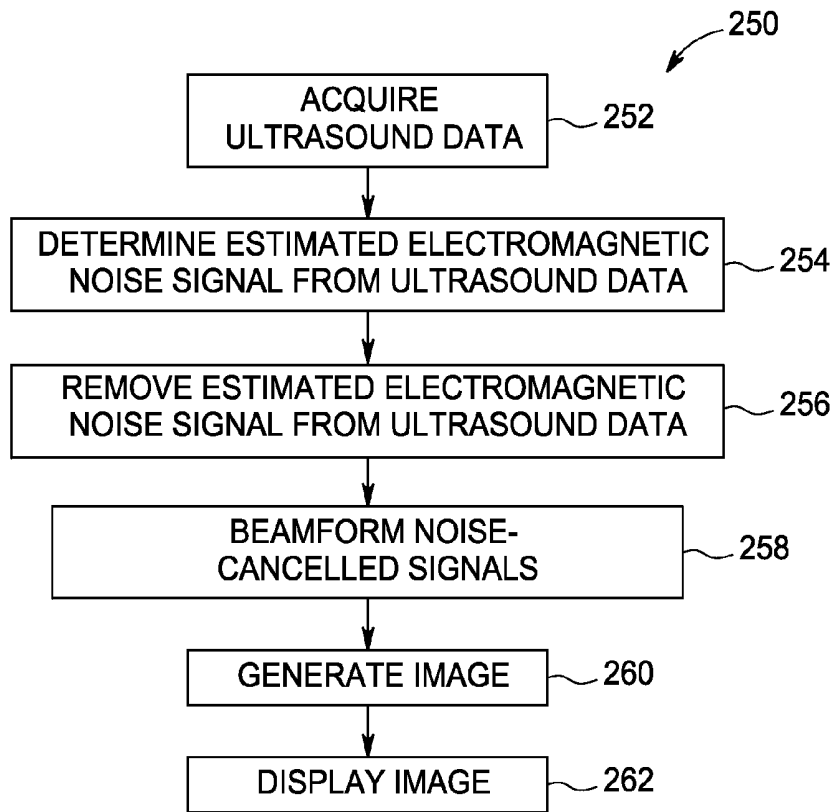 250
ACQUIRE
ULTRASOUND DATA
252
DETERMINE ESTIMATED ELECTROMAGNETIC
NOISE SIGNAL FROM ULTRASOUND DATA
254
REMOVE ESTIMATED ELECTROMAGNETIC
NOISE SIGNAL FROM ULTRASOUND DATA
256
BEAMFORM NOISE-
CANCELLED SIGNALS
258
GENERATE IMAGE
260
DISPLAY IMAGE
262